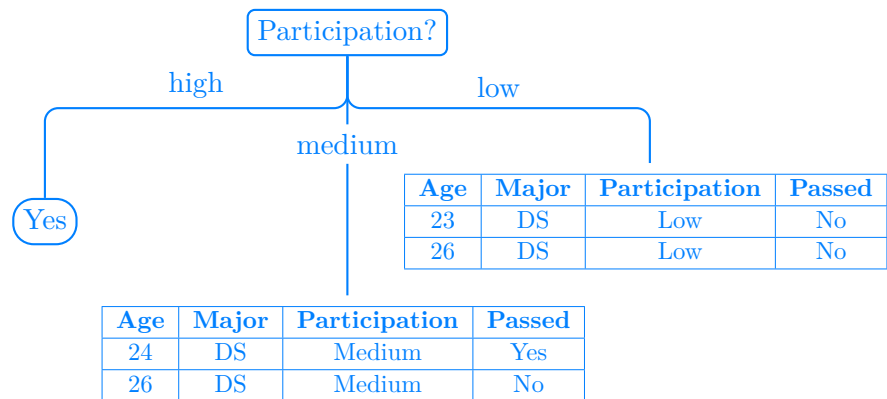 Participation?
high
low
medium
Yes
Age Major Participation Passed
23 DS Low No
26 DS Low No
Age Major Participation Passed
24 DS Medium Yes
26 DS Medium No